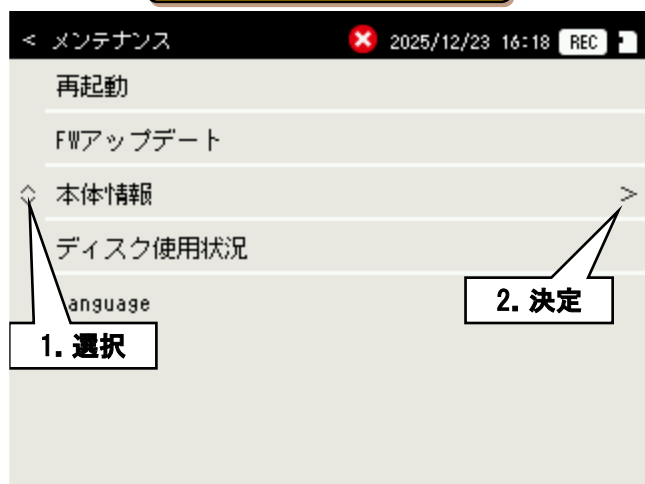 < メンテナンス 2025/12/23 16:18 REC
再起動
FWアップデート
本体情報 >
ディスク使用状況
anguage
2. 決定
1. 選択